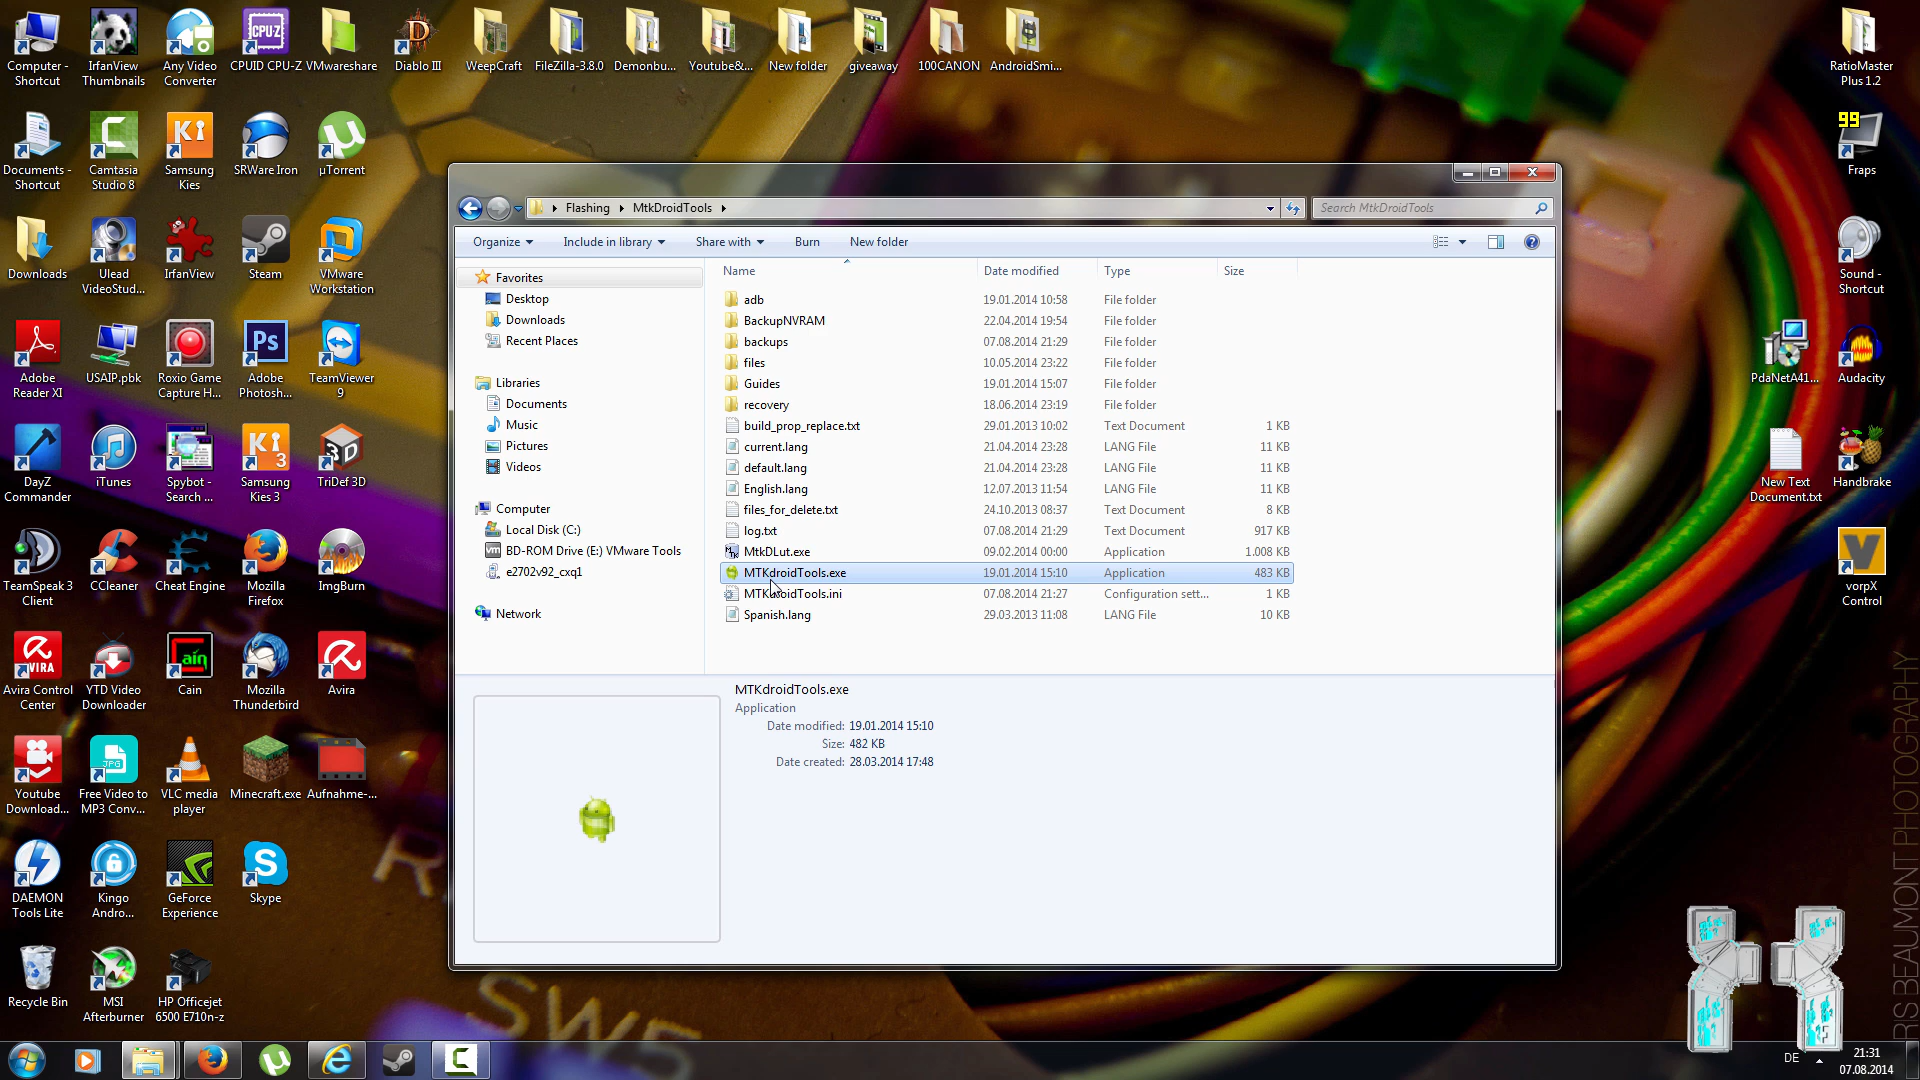 Computer - Shortcut
IrfanView Thumbnails
Any Video Converter
CPUID CPU-Z
VMwareshare
Diablo III
WeepCraft
FileZilla-3.8.0
Demonbu...
Youtube&...
New folder
giveaway
100CANON
AndroidSmi...
RatioMaster Plus 1.2
Documents - Shortcut
Camtasia Studio 8
Samsung Kies
SRWare Iron
µTorrent
99
Fraps
Downloads
Ulead VideoStud...
IrfanView
Steam
VMware Workstation
Sound - Shortcut
Adobe Reader XI
USAIP.pbk
Roxio Game Capture H...
Adobe Photosh...
TeamViewer 9
PdaNetA41...
Audacity
DayZ Commander
iTunes
Spybot - Search ...
Samsung Kies 3
TriDef 3D
New Text Document.txt
Handbrake
TeamSpeak 3 Client
CCleaner
Cheat Engine
Mozilla Firefox
ImgBurn
vorpX Control
Avira Control Center
YTD Video Downloader
Cain
Mozilla Thunderbird
Avira
Youtube Download...
Free Video to MP3 Conv...
VLC media player
Minecraft.exe
Aufnahme-...
DAEMON Tools Lite
Kingo Andro...
GeForce Experience
Skype
Recycle Bin
MSI Afterburner
HP Officejet 6500 E710n-z
Flashing
MtkDroidTools
Search MtkDroidTools
Organize
Include in library
Share with
Burn
New folder
Favorites
Desktop
Downloads
Recent Places
Libraries
Documents
Music
Pictures
Videos
Computer
Local Disk (C:)
BD-ROM Drive (E:) VMware Tools
e2702v92_cxq1
Network
Name Date modified Type Size
adb 19.01.2014 10:58 File folder
BackupNVRAM 22.04.2014 19:54 File folder
backups 07.08.2014 21:29 File folder
files 10.05.2014 23:22 File folder
Guides 19.01.2014 15:07 File folder
recovery 18.06.2014 23:19 File folder
build_prop_replace.txt 29.01.2013 10:02 Text Document 1 KB
current.lang 21.04.2014 23:28 LANG File 11 KB
default.lang 21.04.2014 23:28 LANG File 11 KB
English.lang 12.07.2013 11:54 LANG File 11 KB
files_for_delete.txt 24.10.2013 08:37 Text Document 8 KB
log.txt 07.08.2014 21:29 Text Document 917 KB
MtkDLut.exe 09.02.2014 00:00 Application 1.008 KB
MTKdroidTools.exe 19.01.2014 15:10 Application 483 KB
MTKdroidTools.ini 07.08.2014 21:27 Configuration sett... 1 KB
Spanish.lang 29.03.2013 11:08 LANG File 10 KB
MTKdroidTools.exe
Application
Date modified: 19.01.2014 15:10
Size: 482 KB
Date created: 28.03.2014 17:48
RIS BEAUMONT PHOTOGRAPHY
DE
21:31
07.08.2014